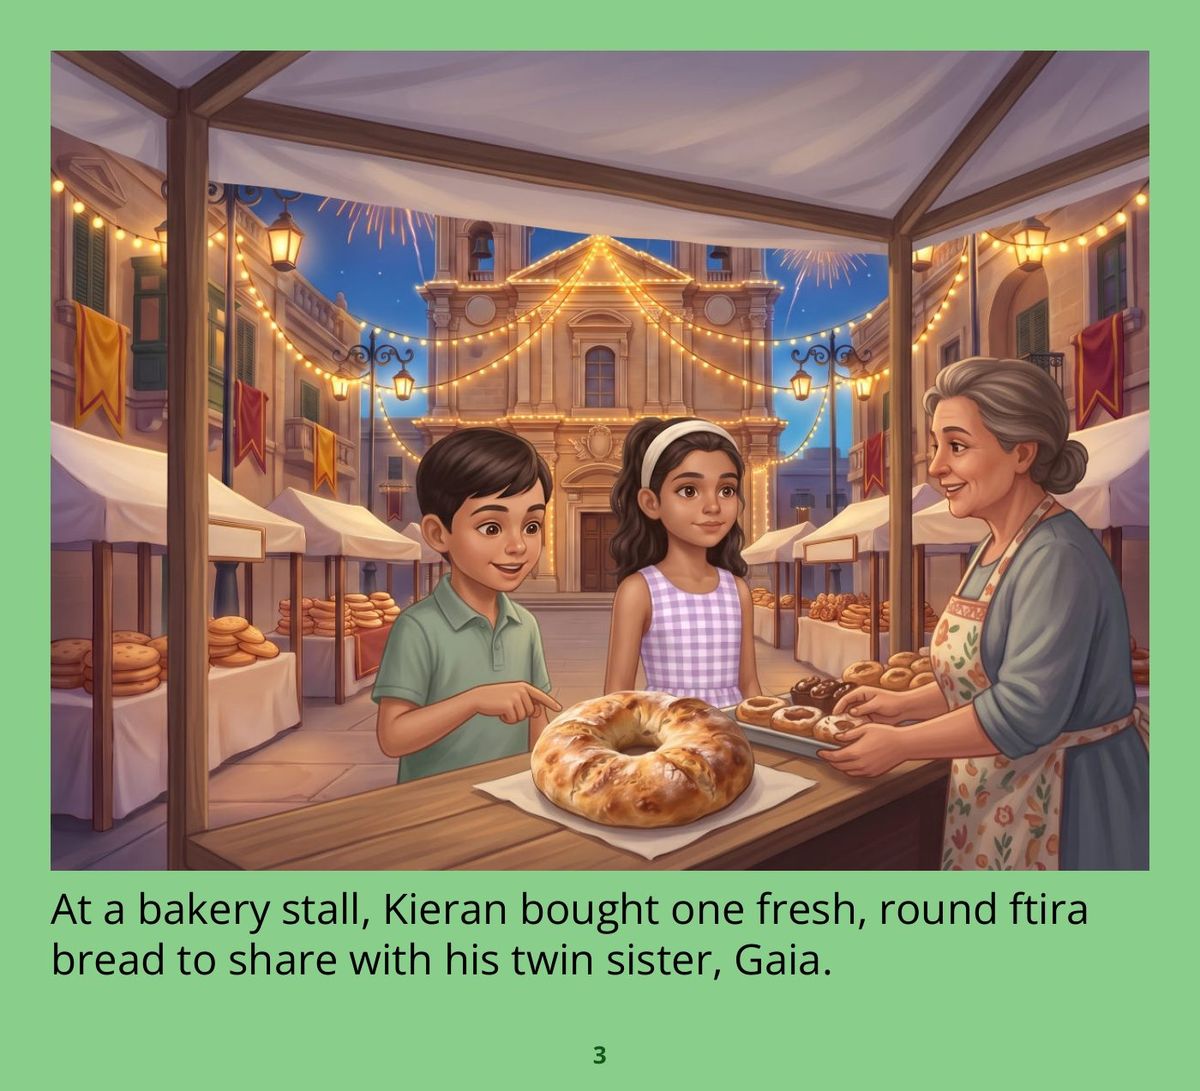 At a bakery stall, Kieran bought one fresh, round ftira
bread to share with his twin sister, Gaia.
3